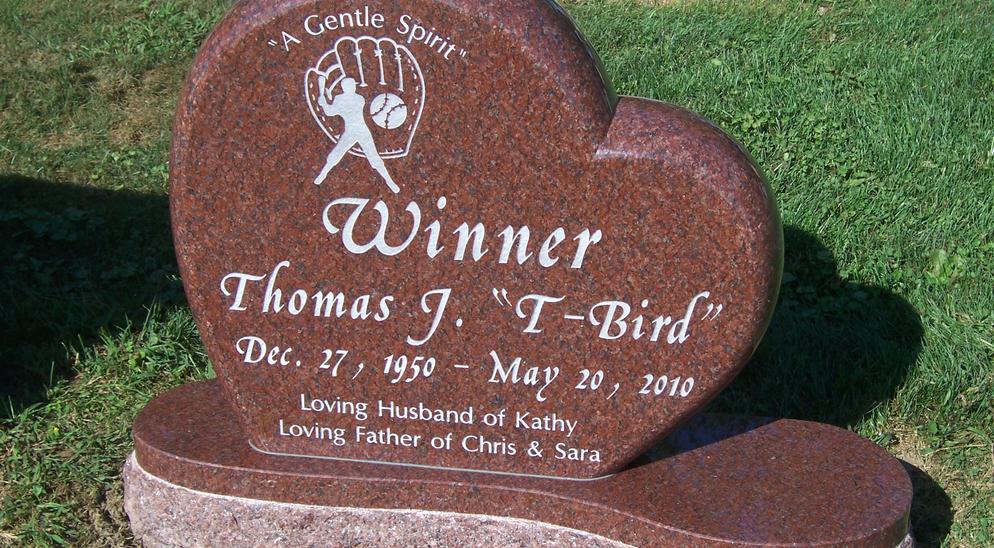 "A Gentle Spirit"
Winner
Thomas J. "T-Bird"
Dec. 27, 1950 - May 20, 2010
Loving Husband of Kathy
Loving Father of Chris & Sara